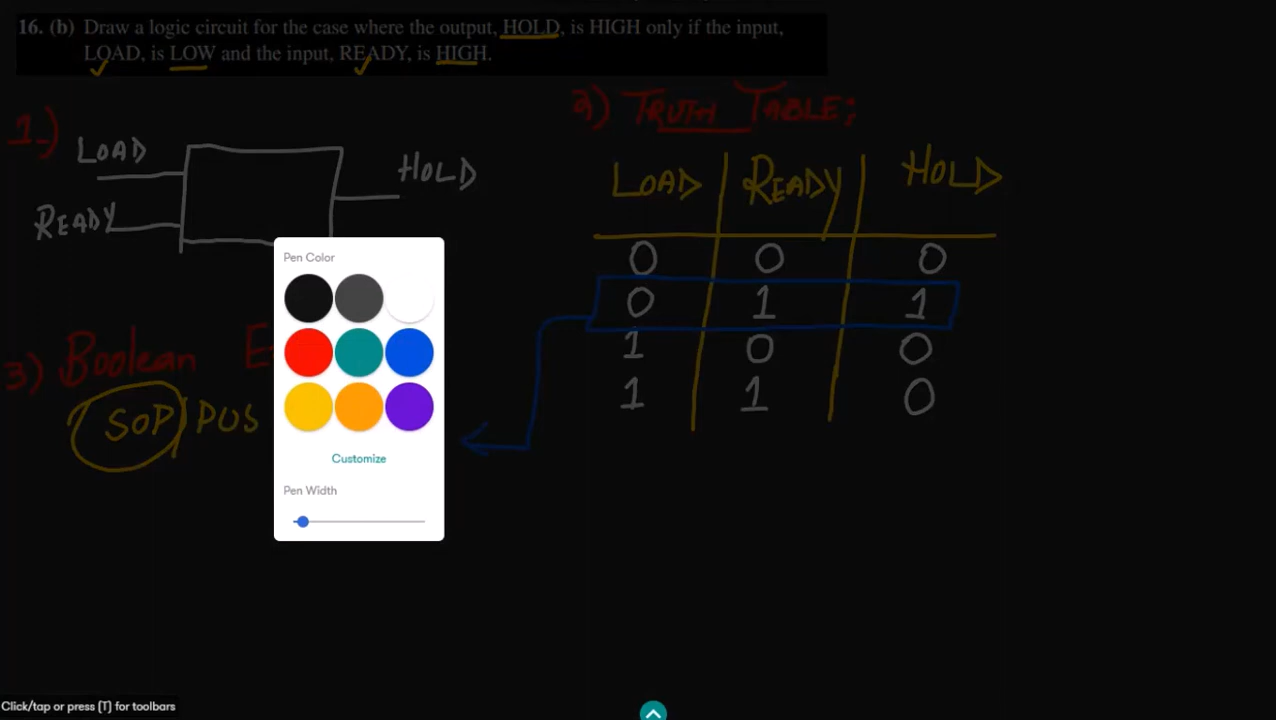 16. (b) Draw a logic circuit for the case where the output, HOLD, is HIGH only if the input,
LOAD, is LOW and the input, READY, is HIGH.
1.)
LOAD
READY
HOLD
2) TRUTH TABLE:
LOAD READY HOLD
0 0 0
0 1 1
1 0 0
1 1 0
3) Boolean E
SOP POS
Pen Color
Customize
Pen Width
Click/tap or press (T) for toolbars